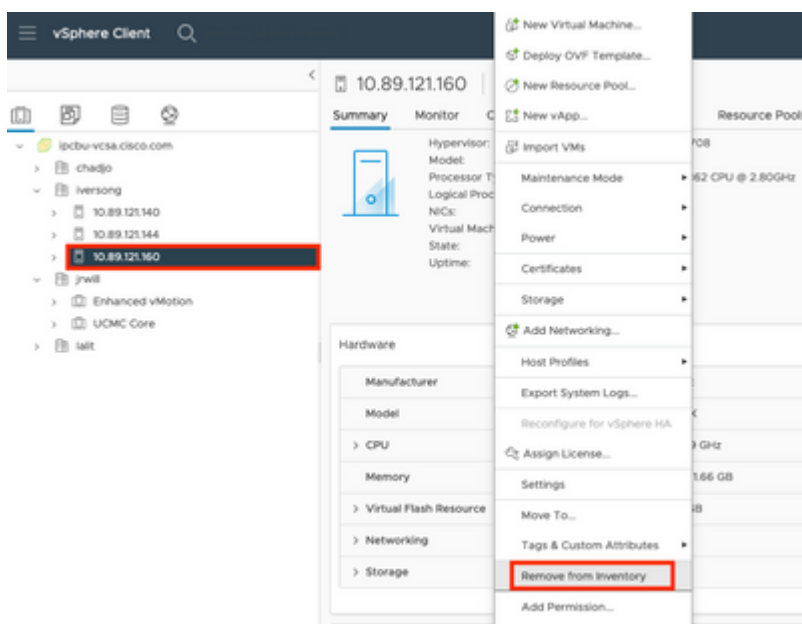 vSphere Client
ipcbu-vcsa.cisco.com
chadjo
iversong
10.89.121.140
10.89.121.144
10.89.121.160
jrwill
Enhanced vMotion
UCMC Core
lalit
10.89.121.160
Summary Monitor C
Resource Pool
Hypervisor:
Model:
Processor T
62 CPU @ 2.80GHz
Logical Proc
NICs:
Virtual Mach
State:
Uptime:
Hardware
Manufacturer
Model
CPU
GHz
Memory
1.66 GB
Virtual Flash Resource
Networking
Storage
New Virtual Machine...
Deploy OVF Template...
New Resource Pool...
New vApp...
Import VMs
Maintenance Mode
Connection
Power
Certificates
Storage
Add Networking...
Host Profiles
Export System Logs...
Reconfigure for vSphere HA
Assign License...
Settings
Move To...
Tags & Custom Attributes
Remove from Inventory
Add Permission...